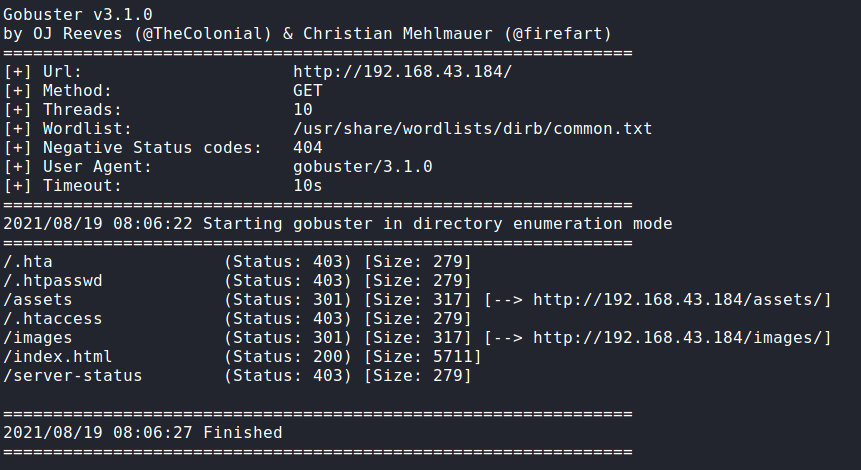 Gobuster v3.1.0
by OJ Reeves (@TheColonial) & Christian Mehlmauer (@firefart)
===============================================================
[+] Url:                     http://192.168.43.184/
[+] Method:                  GET
[+] Threads:                 10
[+] Wordlist:                /usr/share/wordlists/dirb/common.txt
[+] Negative Status codes:   404
[+] User Agent:              gobuster/3.1.0
[+] Timeout:                 10s
===============================================================
2021/08/19 08:06:22 Starting gobuster in directory enumeration mode
===============================================================
/.hta                 (Status: 403) [Size: 279]
/.htpasswd            (Status: 403) [Size: 279]
/assets               (Status: 301) [Size: 317] [--> http://192.168.43.184/assets/]
/.htaccess            (Status: 403) [Size: 279]
/images               (Status: 301) [Size: 317] [--> http://192.168.43.184/images/]
/index.html           (Status: 200) [Size: 5711]
/server-status        (Status: 403) [Size: 279]

===============================================================
2021/08/19 08:06:27 Finished
===============================================================